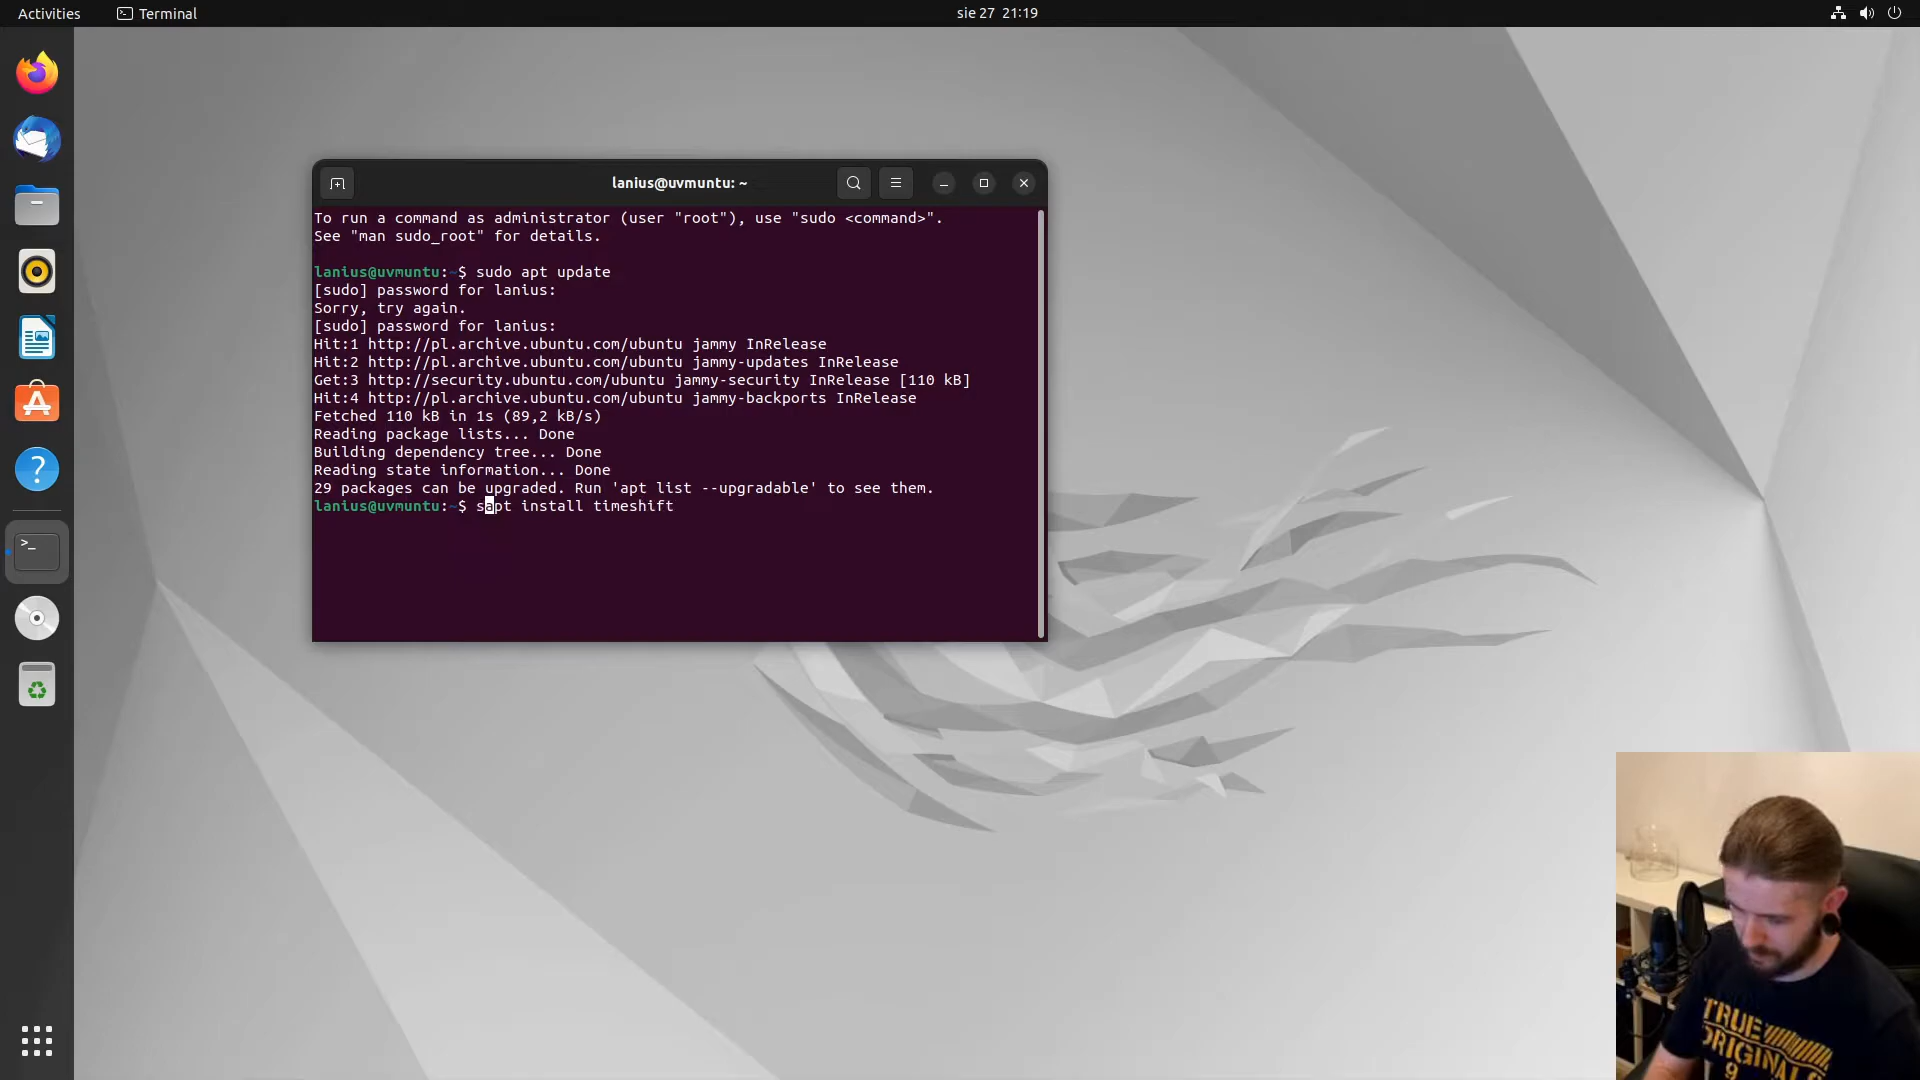 Activities
Terminal
sie 27 21:19
lanius@uvmuntu: ~
To run a command as administrator (user "root"), use "sudo <command>".
See "man sudo_root" for details.
lanius@uvmuntu:~$ sudo apt update
[sudo] password for lanius:
Sorry, try again.
[sudo] password for lanius:
Hit:1 http://pl.archive.ubuntu.com/ubuntu jammy InRelease
Hit:2 http://pl.archive.ubuntu.com/ubuntu jammy-updates InRelease
Get:3 http://security.ubuntu.com/ubuntu jammy-security InRelease [110 kB]
Hit:4 http://pl.archive.ubuntu.com/ubuntu jammy-backports InRelease
Fetched 110 kB in 1s (89,2 kB/s)
Reading package lists... Done
Building dependency tree... Done
Reading state information... Done
29 packages can be upgraded. Run 'apt list --upgradable' to see them.
lanius@uvmuntu:~$ sapt install timeshift
TRUE
ORIGINALS
9